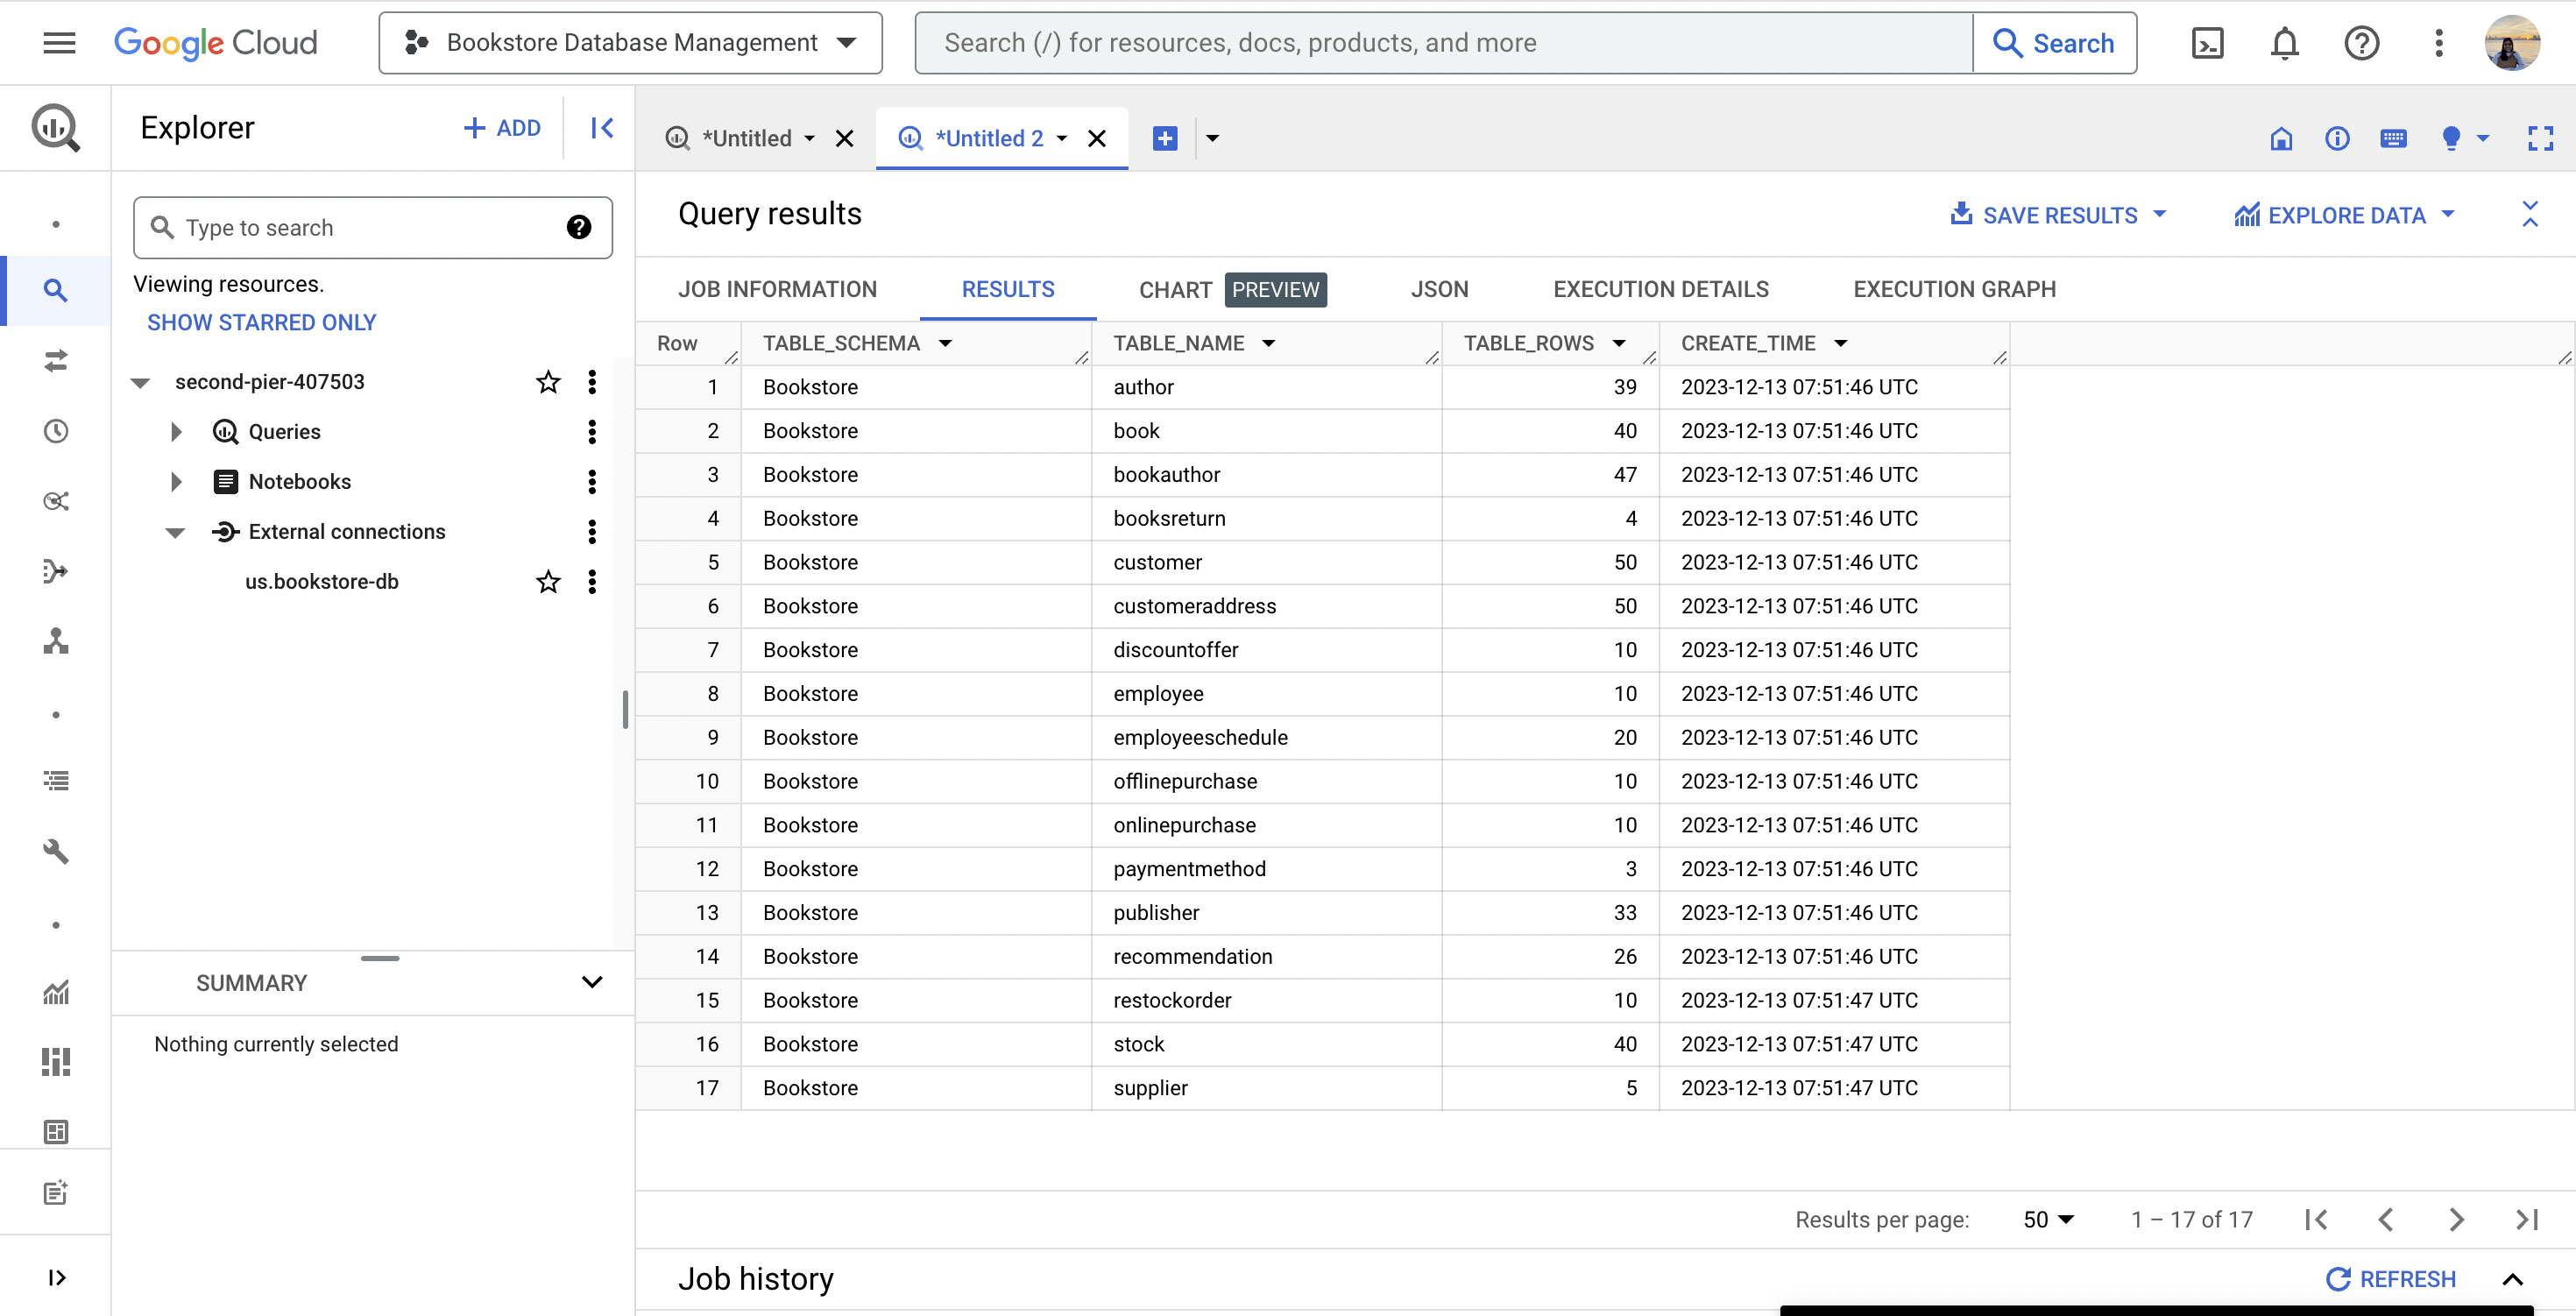 Google Cloud Bookstore Database Management Search (/) for resources, docs, products, and more Search
Explorer + ADD *Untitled *Untitled 2
Type to search
Viewing resources.
SHOW STARRED ONLY
second-pier-407503
Queries
Notebooks
External connections
us.bookstore-db
SUMMARY
Nothing currently selected
Query results SAVE RESULTS EXPLORE DATA
JOB INFORMATION RESULTS CHART PREVIEW JSON EXECUTION DETAILS EXECUTION GRAPH
Row TABLE_SCHEMA TABLE_NAME TABLE_ROWS CREATE_TIME
1 Bookstore author 39 2023-12-13 07:51:46 UTC
2 Bookstore book 40 2023-12-13 07:51:46 UTC
3 Bookstore bookauthor 47 2023-12-13 07:51:46 UTC
4 Bookstore booksreturn 4 2023-12-13 07:51:46 UTC
5 Bookstore customer 50 2023-12-13 07:51:46 UTC
6 Bookstore customeraddress 50 2023-12-13 07:51:46 UTC
7 Bookstore discountoffer 10 2023-12-13 07:51:46 UTC
8 Bookstore employee 10 2023-12-13 07:51:46 UTC
9 Bookstore employeeschedule 20 2023-12-13 07:51:46 UTC
10 Bookstore offlinepurchase 10 2023-12-13 07:51:46 UTC
11 Bookstore onlinepurchase 10 2023-12-13 07:51:46 UTC
12 Bookstore paymentmethod 3 2023-12-13 07:51:46 UTC
13 Bookstore publisher 33 2023-12-13 07:51:46 UTC
14 Bookstore recommendation 26 2023-12-13 07:51:46 UTC
15 Bookstore restockorder 10 2023-12-13 07:51:47 UTC
16 Bookstore stock 40 2023-12-13 07:51:47 UTC
17 Bookstore supplier 5 2023-12-13 07:51:47 UTC
Results per page: 50 1 – 17 of 17
Job history REFRESH